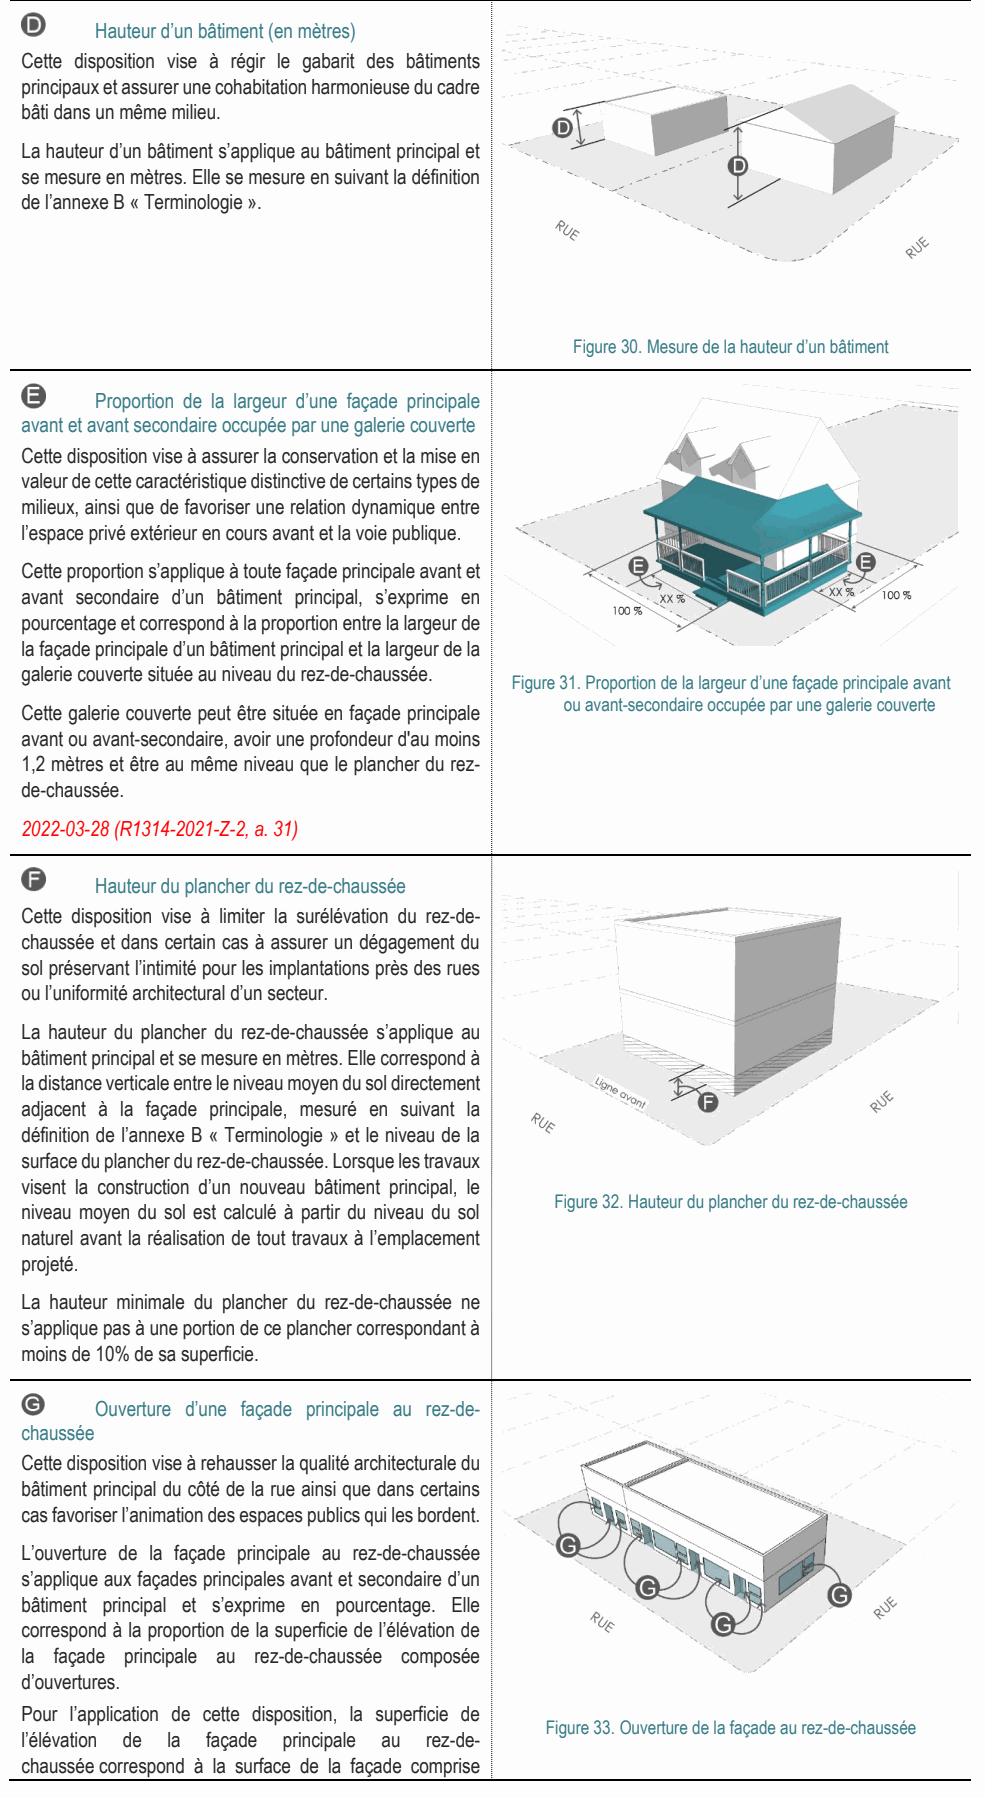 D Hauteur d’un bâtiment (en mètres)
Cette disposition vise à régir le gabarit des bâtiments
principaux et assurer une cohabitation harmonieuse du cadre
bâti dans un même milieu.
La hauteur d’un bâtiment s’applique au bâtiment principal et
se mesure en mètres. Elle se mesure en suivant la définition
de l’annexe B « Terminologie ».
D
D
RUE
RUE
Figure 30. Mesure de la hauteur d’un bâtiment
E Proportion de la largeur d’une façade principale
avant et avant secondaire occupée par une galerie couverte
Cette disposition vise à assurer la conservation et la mise en
valeur de cette caractéristique distinctive de certains types de
milieux, ainsi que de favoriser une relation dynamique entre
l’espace privé extérieur en cours avant et la voie publique.
Cette proportion s’applique à toute façade principale avant et
avant secondaire d’un bâtiment principal, s’exprime en
pourcentage et correspond à la proportion entre la largeur de
la façade principale d’un bâtiment principal et la largeur de la
galerie couverte située au niveau du rez-de-chaussée.
Cette galerie couverte peut être située en façade principale
avant ou avant-secondaire, avoir une profondeur d'au moins
1,2 mètres et être au même niveau que le plancher du rez-
de-chaussée.
2022-03-28 (R1314-2021-Z-2, a. 31)
E
E
XX %
XX %
100 %
100 %
Figure 31. Proportion de la largeur d’une façade principale avant
ou avant-secondaire occupée par une galerie couverte
F Hauteur du plancher du rez-de-chaussée
Cette disposition vise à limiter la surélévation du rez-de-
chaussée et dans certain cas à assurer un dégagement du
sol préservant l’intimité pour les implantations près des rues
ou l’uniformité architectural d’un secteur.
La hauteur du plancher du rez-de-chaussée s’applique au
bâtiment principal et se mesure en mètres. Elle correspond à
la distance verticale entre le niveau moyen du sol directement
adjacent à la façade principale, mesuré en suivant la
définition de l’annexe B « Terminologie » et le niveau de la
surface du plancher du rez-de-chaussée. Lorsque les travaux
visent la construction d’un nouveau bâtiment principal, le
niveau moyen du sol est calculé à partir du niveau du sol
naturel avant la réalisation de tout travaux à l’emplacement
projeté.
La hauteur minimale du plancher du rez-de-chaussée ne
s’applique pas à une portion de ce plancher correspondant à
moins de 10% de sa superficie.
Ligne avant
F
RUE
RUE
Figure 32. Hauteur du plancher du rez-de-chaussée
G Ouverture d’une façade principale au rez-de-
chaussée
Cette disposition vise à rehausser la qualité architecturale du
bâtiment principal du côté de la rue ainsi que dans certains
cas favoriser l’animation des espaces publics qui les bordent.
L’ouverture de la façade principale au rez-de-chaussée
s’applique aux façades principales avant et secondaire d’un
bâtiment principal et s’exprime en pourcentage. Elle
correspond à la proportion de la superficie de l’élévation de
la façade principale au rez-de-chaussée composée
d’ouvertures.
Pour l’application de cette disposition, la superficie de
l’élévation de la façade principale au rez-de-
chaussée correspond à la surface de la façade comprise
G
G
G
G
RUE
RUE
Figure 33. Ouverture de la façade au rez-de-chaussée